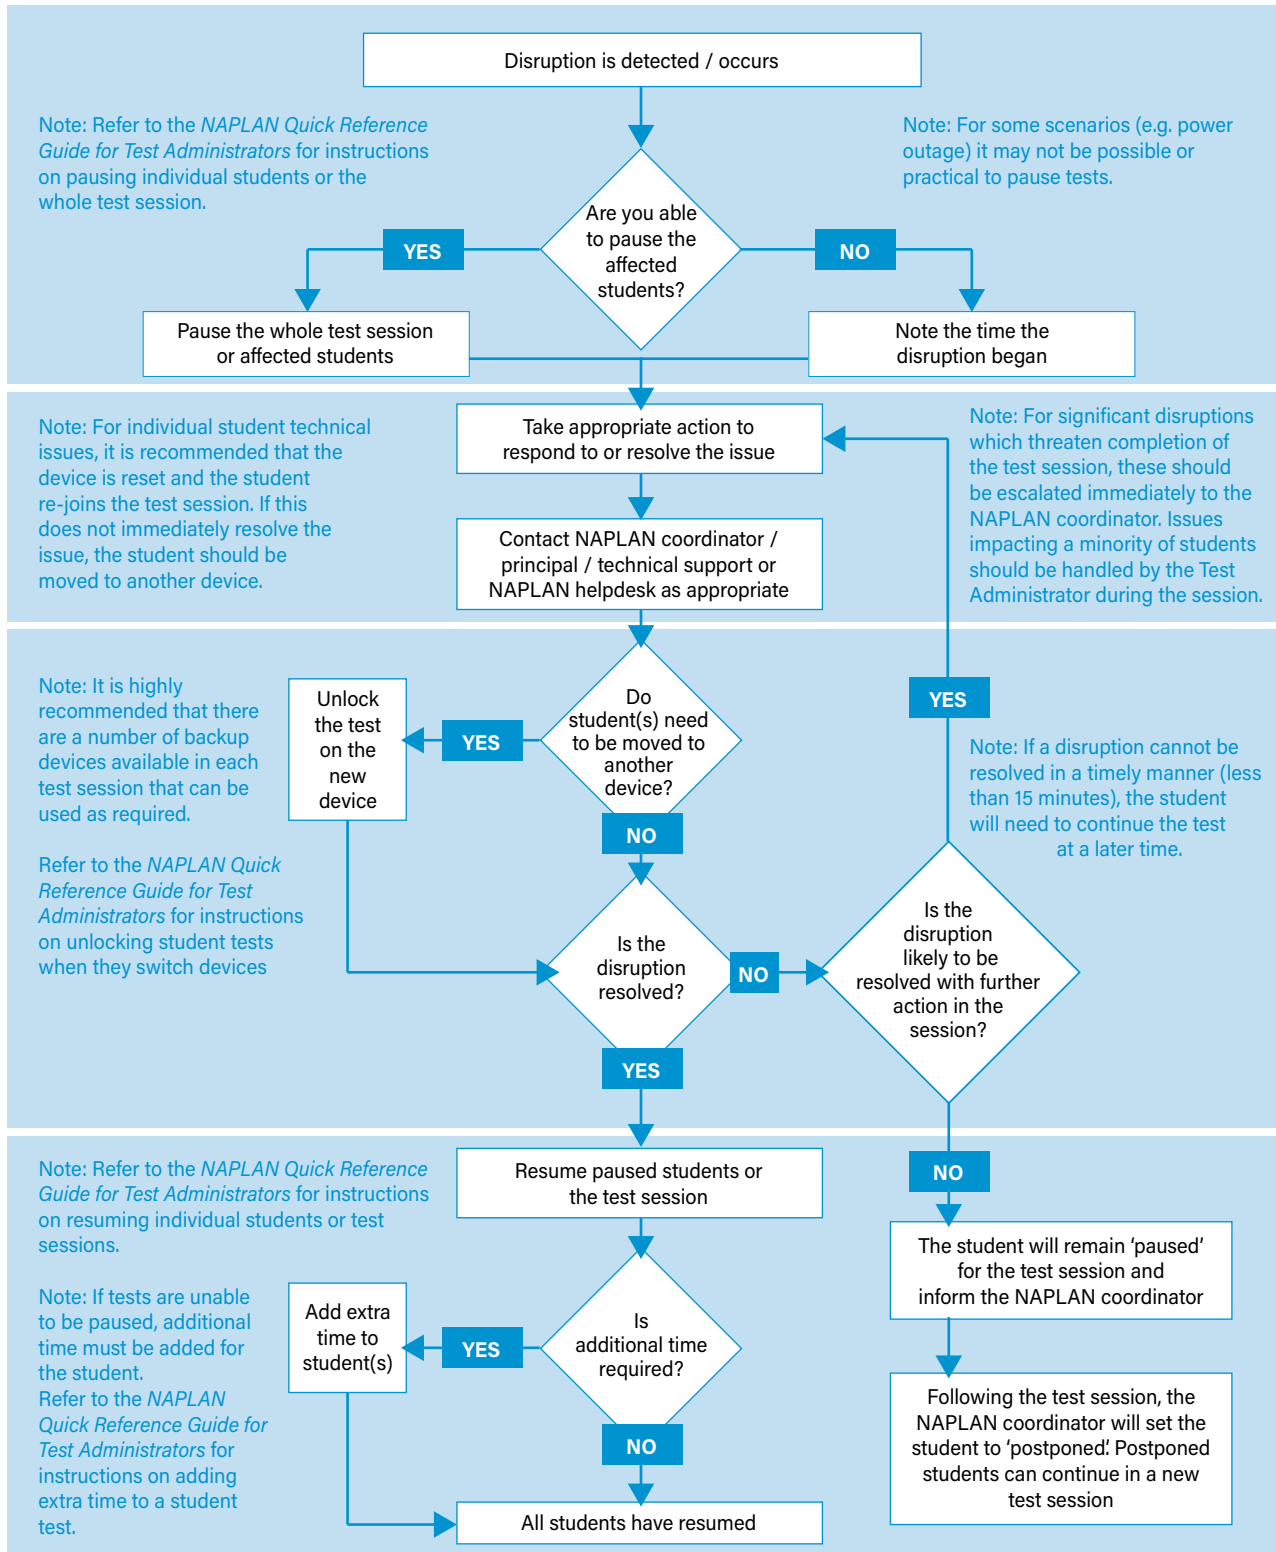 Disruption is detected / occurs
Note: Refer to the NAPLAN Quick Reference
Guide for Test Administrators for instructions
on pausing individual students or the
whole test session.
Note: For some scenarios (e.g. power
outage) it may not be possible or
practical to pause tests.
Are you able
to pause the
affected
students?
YES
NO
Pause the whole test session
or affected students
Note the time the
disruption began
Note: For individual student technical
issues, it is recommended that the
device is reset and the student
re-joins the test session. If this
does not immediately resolve the
issue, the student should be
moved to another device.
Take appropriate action to
respond to or resolve the issue
Contact NAPLAN coordinator /
principal / technical support or
NAPLAN helpdesk as appropriate
Note: For significant disruptions
which threaten completion of
the test session, these should
be escalated immediately to the
NAPLAN coordinator. Issues
impacting a minority of students
should be handled by the Test
Administrator during the session.
Note: It is highly
recommended that there
are a number of backup
devices available in each
test session that can be
used as required.
Refer to the NAPLAN Quick
Reference Guide for Test
Administrators for instructions
on unlocking student tests
when they switch devices
Unlock
the test
on the
new
device
YES
Do
student(s) need
to be moved to
another
device?
NO
YES
Note: If a disruption cannot be
resolved in a timely manner (less
than 15 minutes), the student
will need to continue the test
at a later time.
Is the
disruption
resolved?
NO
Is the
disruption
likely to be
resolved with further
action in the
session?
YES
Note: Refer to the NAPLAN Quick Reference
Guide for Test Administrators for instructions
on resuming individual students or test
sessions.
Note: If tests are unable
to be paused, additional
time must be added for
the student.
Refer to the NAPLAN
Quick Reference Guide for
Test Administrators for
instructions on adding
extra time to a student
test.
Resume paused students or
the test session
Add extra
time to
student(s)
YES
Is
additional time
required?
NO
All students have resumed
NO
The student will remain ‘paused’
for the test session and
inform the NAPLAN coordinator
Following the test session, the
NAPLAN coordinator will set the
student to ‘postponed’. Postponed
students can continue in a new
test session